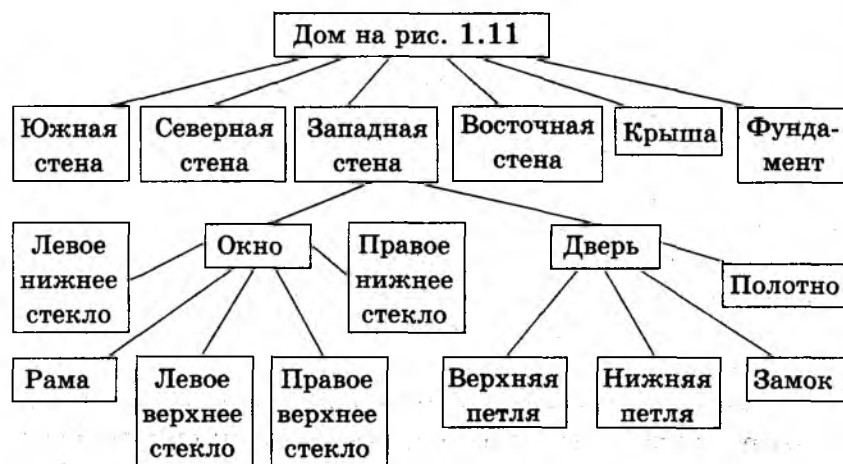 Дом на рис. 1.11
Южная
стена
Северная
стена
Западная
стена
Восточная
стена
Крыша
Фунда-
мент
Левое
нижнее
стекло
Окно
Правое
нижнее
стекло
Дверь
Полотно
Рама
Левое
верхнее
стекло
Правое
верхнее
стекло
Верхняя
петля
Нижняя
петля
Замок